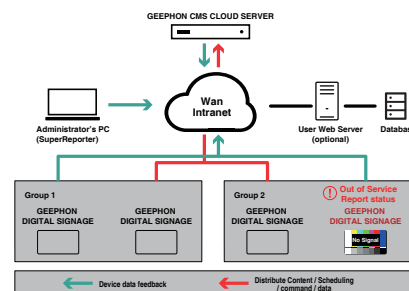 GEEPHON CMS CLOUD SERVER
Wan
Intranet
Administrator's PC
(SuperReporter)
User Web Server
(optional)
Database
Group 1
GEEPHON
DIGITAL SIGNAGE
GEEPHON
DIGITAL SIGNAGE
Group 2
GEEPHON
DIGITAL SIGNAGE
! Out of Service
Report status
GEEPHON
DIGITAL SIGNAGE
No Signal
Device data feedback
Distribute Content / Scheduling
/ command / data